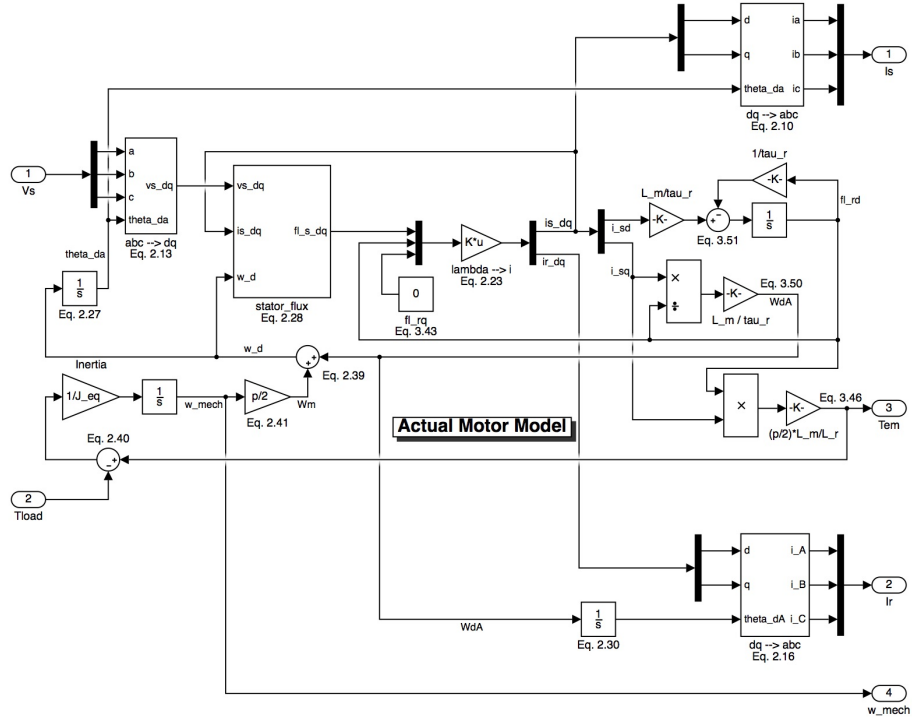 d
ia
q
ib
1
Is
theta_da
ic
dq --> abc
Eq. 2.10
1
Vs
a
b
c
vs_dq
theta_da
abc --> dq
Eq. 2.13
vs_dq
is_dq
fl_s_dq
w_d
stator_flux
Eq. 2.28
theta_da
1
s
Eq. 2.27
K*u
lambda --> i
Eq. 2.23
0
fl_rq
Eq. 3.43
is_dq
ir_dq
i_sd
i_sq
L_m/tau_r
-K-
+
−
Eq. 3.51
1/tau_r
-K-
1
s
fl_rd
×
÷
-K-
L_m / tau_r
Eq. 3.50
WdA
w_d
+
+
Eq. 2.39
Inertia
1/J_eq
1
s
w_mech
p/2
Eq. 2.41
Wm
Actual Motor Model
×
-K-
Eq. 3.46
(p/2)*L_m/L_r
3
Tem
Eq. 2.40
+
−
2
Tload
d
i_A
q
i_B
2
Ir
theta_dA
i_C
dq --> abc
Eq. 2.16
WdA
1
s
Eq. 2.30
4
w_mech